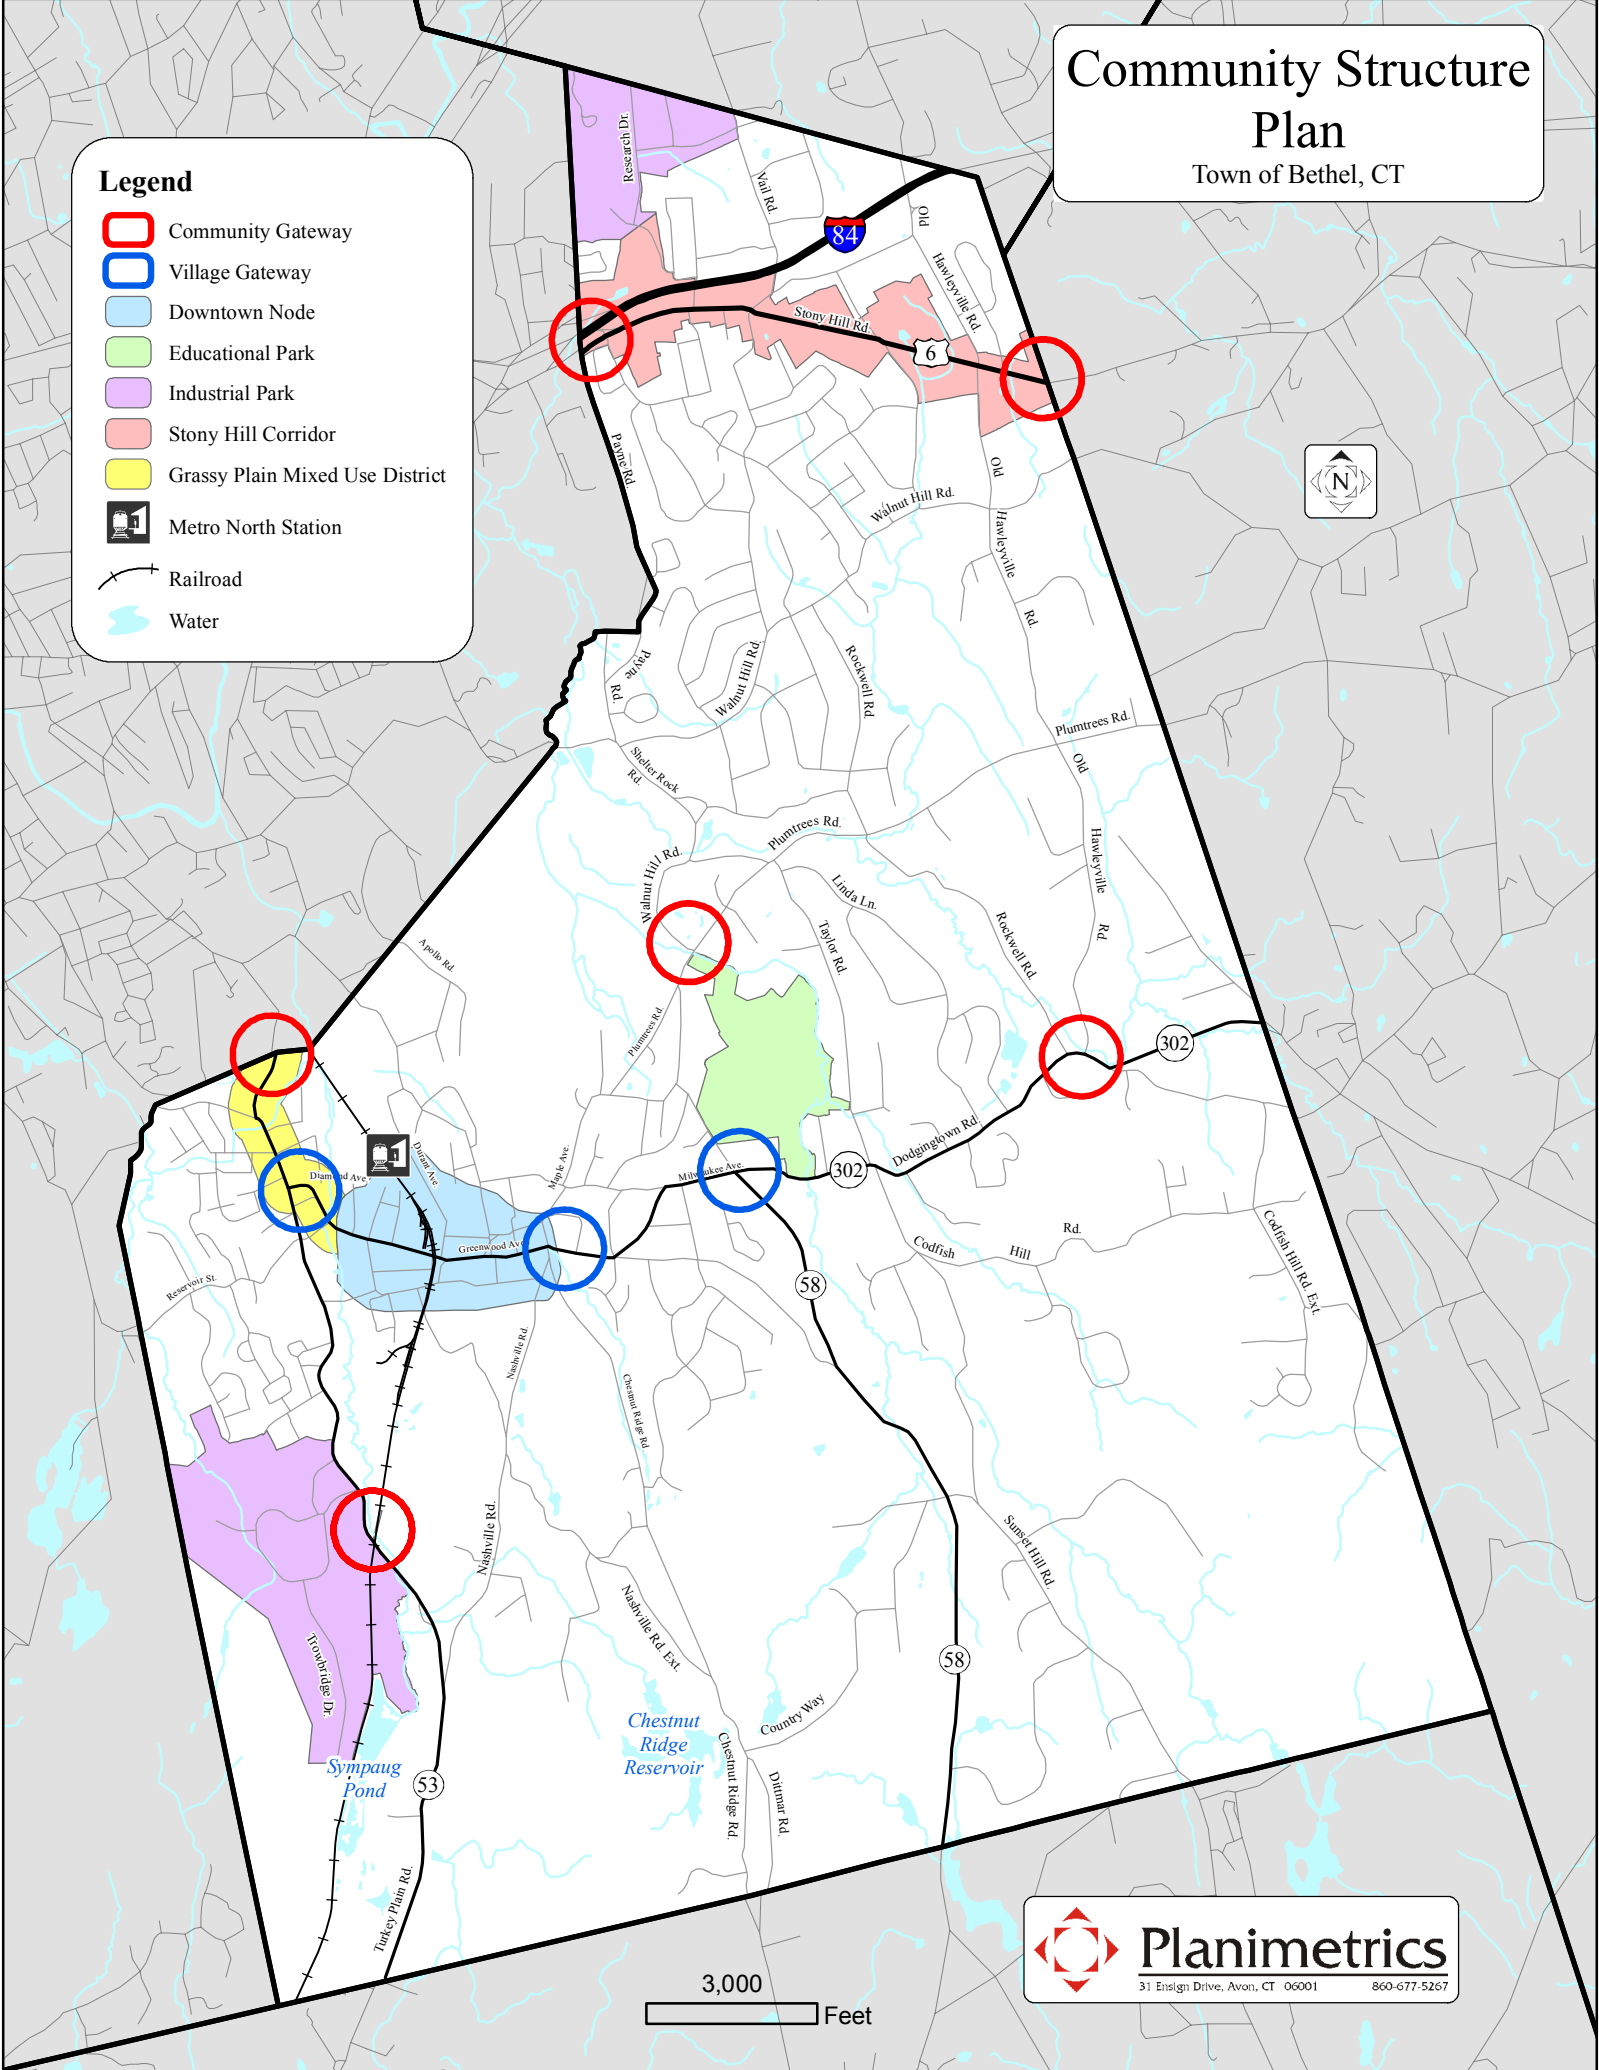 Community Structure
Plan
Town of Bethel, CT
Legend
Community Gateway
Village Gateway
Downtown Node
Educational Park
Industrial Park
Stony Hill Corridor
Grassy Plain Mixed Use District
Metro North Station
Railroad
Water
Research Dr.
Vail Rd.
Old
Hawleyville Rd.
84
Stony Hill Rd.
6
N
Payne Rd.
Walnut Hill Rd.
Old
Hawleyville
Rd.
Payne
Rd.
Walnut Hill Rd.
Rockwell Rd.
Plumtrees Rd.
Old
Hawleyville
Rd.
Shelter Rock
Rd.
Plumtrees Rd.
Walnut Hill Rd.
Linda Ln.
Taylor Rd.
Rockwell Rd.
Apollo Rd.
Plumtrees Rd.
302
Durant Ave.
Diamond Ave.
Maple Ave.
Milwaukee Ave.
302
Dodgingtown Rd.
Greenwood Ave.
Codfish
Hill
Rd.
Codfish Hill Rd. Ext.
Reservoir St.
58
Nashville Rd.
Chestnut Ridge Rd.
Nashville Rd.
Sunset Hill Rd.
Nashville Rd. Ext.
Trowbridge Dr.
58
Country Way
Chestnut
Ridge
Reservoir
Chestnut Ridge Rd.
Dittmar Rd.
Sympaug
Pond
53
Turkey Plain Rd.
3,000
Feet
Planimetrics
31 Ensign Drive, Avon, CT 06001 860-677-5267